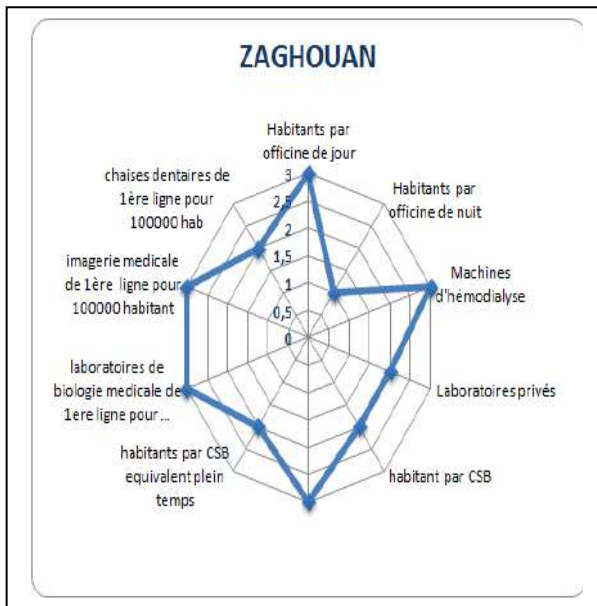 ZAGHOUAN
Habitants par
officine de jour
Habitants par
officine de nuit
Machines
d'hémodialyse
Laboratoires privés
habitant par CSB
habitants par CSB
equivalent plein
temps
laboratoires de
biologie medicale de
1ere ligne pour ...
imagerie medicale
de 1ère ligne pour
100000 habitant
chaises dentaires de
1ère ligne pour
100000 hab
3
2,5
2
1,5
1
0,5
0